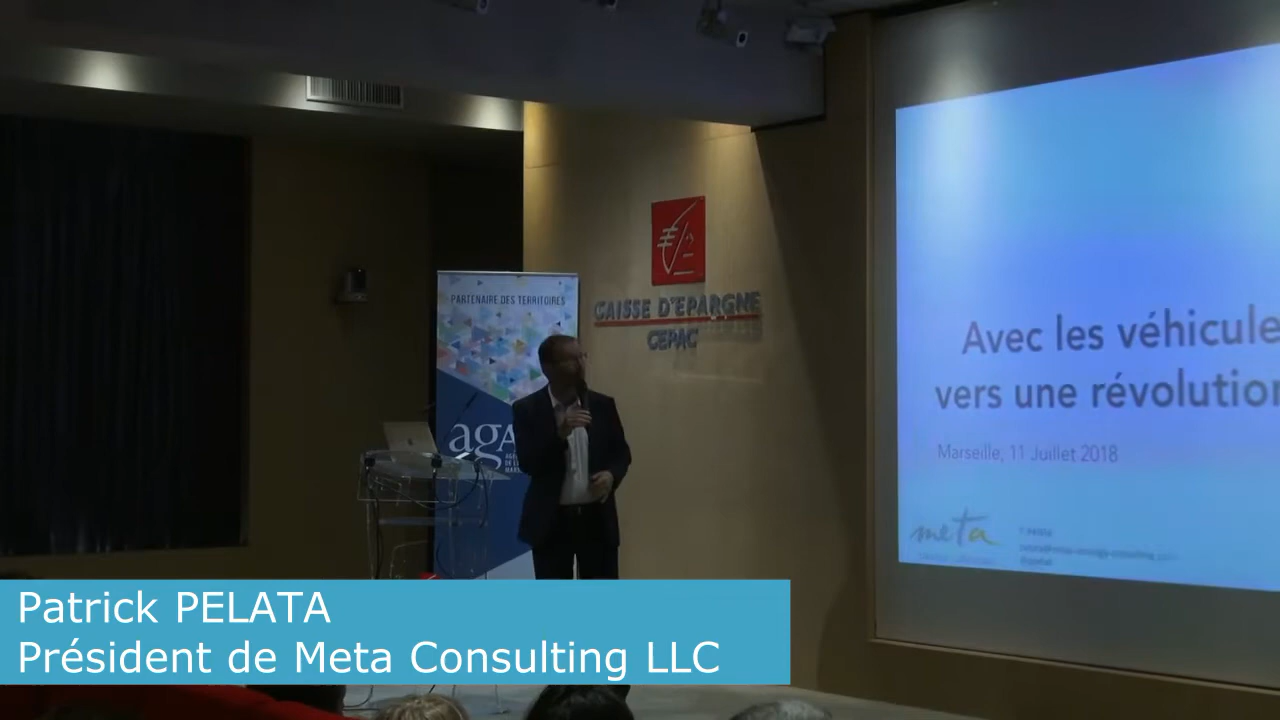 PARTENAIRE DES TERRITOIRES
CAISSE D'EPARGNE
CEPAC
Avec les véhicule
vers une révolution
Marseille, 11 Juillet 2018
meta
Patrick PELATA
Président de Meta Consulting LLC